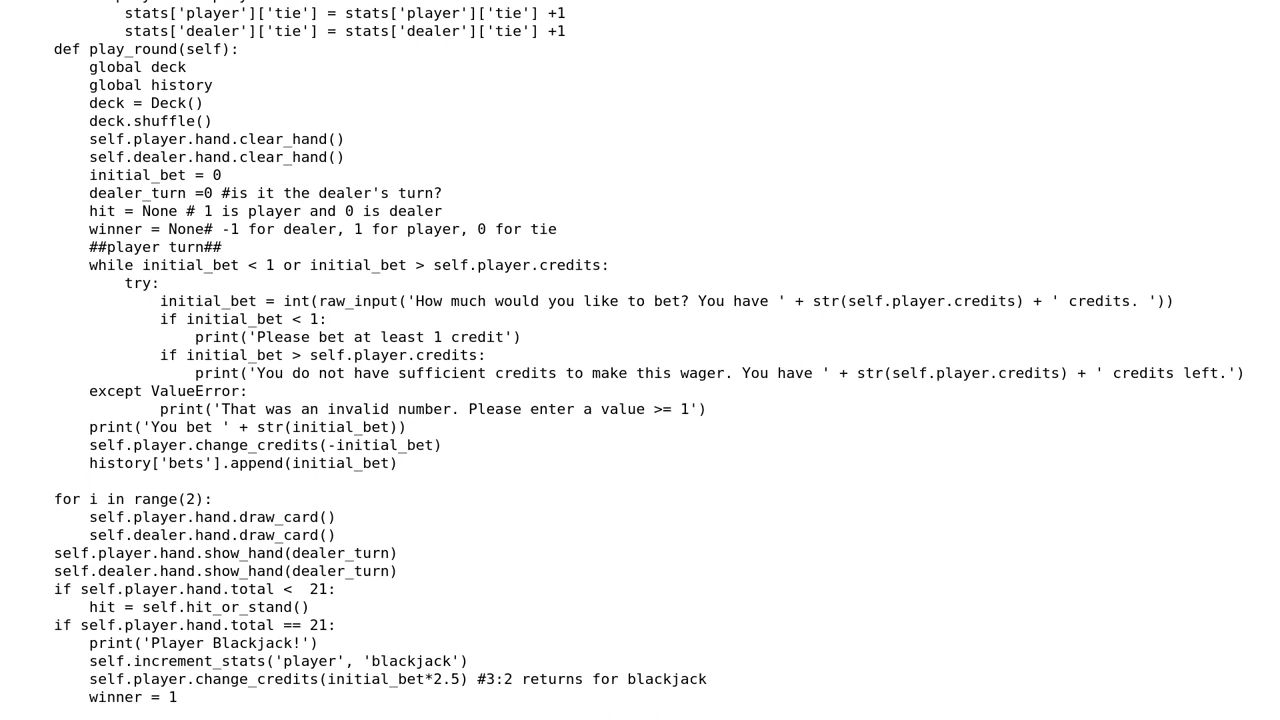 stats['player']['tie'] = stats['player']['tie'] +1
stats['dealer']['tie'] = stats['dealer']['tie'] +1
def play_round(self):
global deck
global history
deck = Deck()
deck.shuffle()
self.player.hand.clear_hand()
self.dealer.hand.clear_hand()
initial_bet = 0
dealer_turn =0 #is it the dealer's turn?
hit = None # 1 is player and 0 is dealer
winner = None# -1 for dealer, 1 for player, 0 for tie
##player turn##
while initial_bet < 1 or initial_bet > self.player.credits:
try:
initial_bet = int(raw_input('How much would you like to bet? You have ' + str(self.player.credits) + ' credits. '))
if initial_bet < 1:
print('Please bet at least 1 credit')
if initial_bet > self.player.credits:
print('You do not have sufficient credits to make this wager. You have ' + str(self.player.credits) + ' credits left.')
except ValueError:
print('That was an invalid number. Please enter a value >= 1')
print('You bet ' + str(initial_bet))
self.player.change_credits(-initial_bet)
history['bets'].append(initial_bet)
for i in range(2):
self.player.hand.draw_card()
self.dealer.hand.draw_card()
self.player.hand.show_hand(dealer_turn)
self.dealer.hand.show_hand(dealer_turn)
if self.player.hand.total <  21:
hit = self.hit_or_stand()
if self.player.hand.total == 21:
print('Player Blackjack!')
self.increment_stats('player', 'blackjack')
self.player.change_credits(initial_bet*2.5) #3:2 returns for blackjack
winner = 1